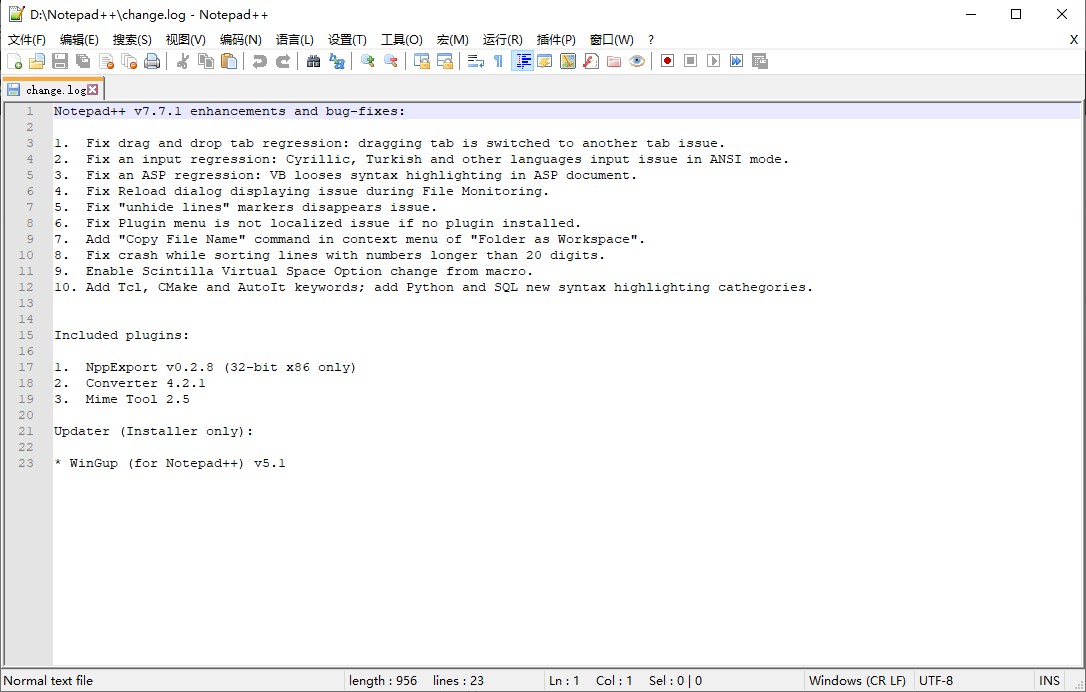 D:\Notepad++\change.log - Notepad++
文件(F) 编辑(E) 搜索(S) 视图(V) 编码(N) 语言(L) 设置(T) 工具(O) 宏(M) 运行(R) 插件(P) 窗口(W) ? X
change.log
1 Notepad++ v7.7.1 enhancements and bug-fixes:
2
3 1. Fix drag and drop tab regression: dragging tab is switched to another tab issue.
4 2. Fix an input regression: Cyrillic, Turkish and other languages input issue in ANSI mode.
5 3. Fix an ASP regression: VB looses syntax highlighting in ASP document.
6 4. Fix Reload dialog displaying issue during File Monitoring.
7 5. Fix "unhide lines" markers disappears issue.
8 6. Fix Plugin menu is not localized issue if no plugin installed.
9 7. Add "Copy File Name" command in context menu of "Folder as Workspace".
10 8. Fix crash while sorting lines with numbers longer than 20 digits.
11 9. Enable Scintilla Virtual Space Option change from macro.
12 10. Add Tcl, CMake and AutoIt keywords; add Python and SQL new syntax highlighting cathegories.
13
14
15 Included plugins:
16
17 1. NppExport v0.2.8 (32-bit x86 only)
18 2. Converter 4.2.1
19 3. Mime Tool 2.5
20
21 Updater (Installer only):
22
23 * WinGup (for Notepad++) v5.1
Normal text file length : 956 lines : 23 Ln : 1 Col : 1 Sel : 0 | 0 Windows (CR LF) UTF-8 INS